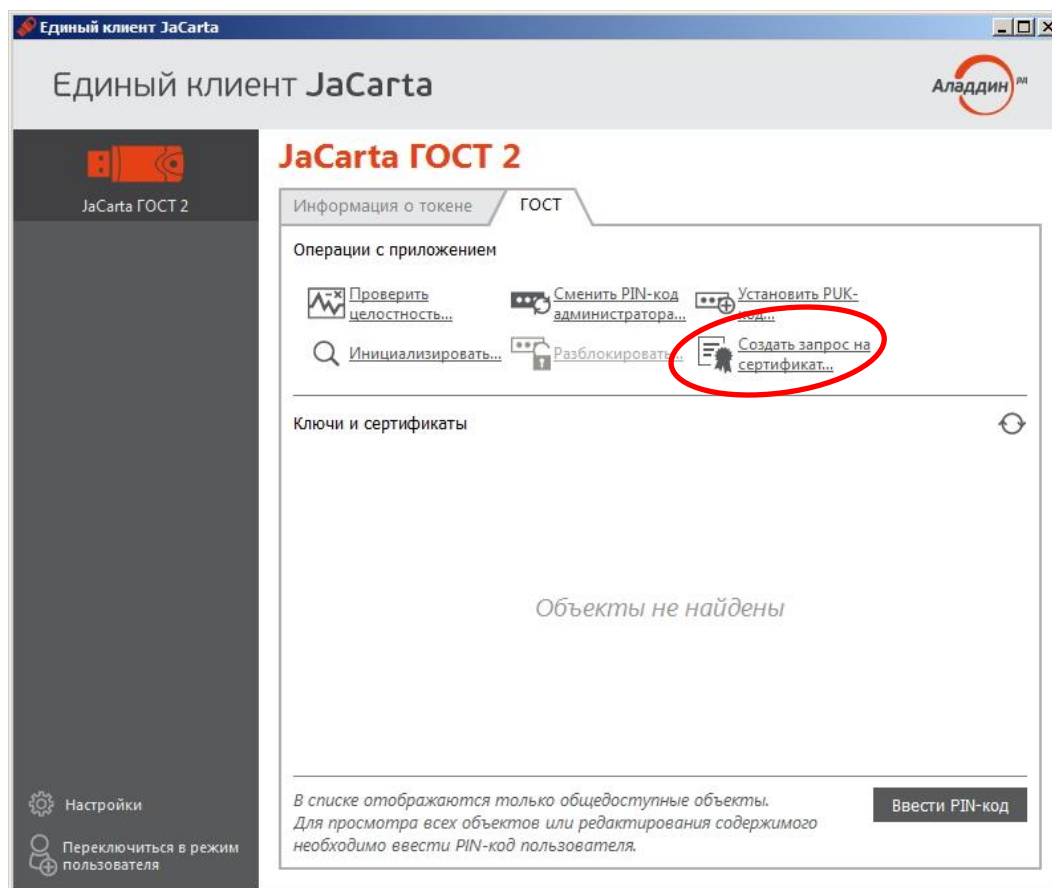 Единый клиент JaCarta
Единый клиент JaCarta
Аладдин РД
JaCarta ГОСТ 2
JaCarta ГОСТ 2
Информация о токене
ГОСТ
Операции с приложением
Проверить
целостность...
Сменить PIN-код
администратора...
Установить PUK-
код...
Инициализировать...
Разблокировать...
Создать запрос на
сертификат...
Ключи и сертификаты
Объекты не найдены
Настройки
Переключиться в режим
пользователя
В списке отображаются только общедоступные объекты.
Для просмотра всех объектов или редактирования содержимого
необходимо ввести PIN-код пользователя.
Ввести PIN-код